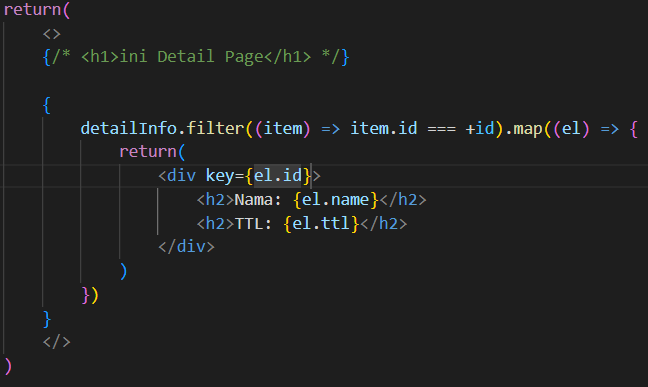 return(
<>
{/* <h1>ini Detail Page</h1> */}
{
detailInfo.filter((item) => item.id === +id).map((el) => {
return(
<div key={el.id}>
<h2>Nama: {el.name}</h2>
<h2>TTL: {el.ttl}</h2>
</div>
)
})
}
</>
)